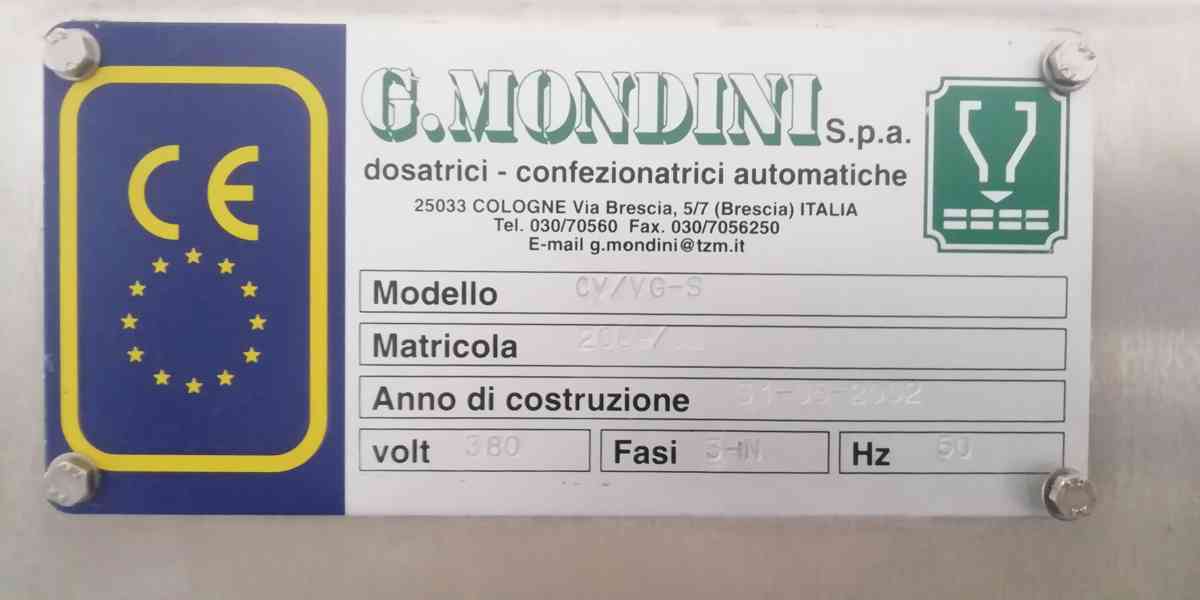 CE
G.MONDINI S.p.a.
dosatrici - confezionatrici automatiche
25033 COLOGNE Via Brescia, 5/7 (Brescia) ITALIA
Tel. 030/70560 Fax. 030/7056250
E-mail g.mondini@tzm.it
Modello CV/VG-S
Matricola
Anno di costruzione
volt 380 Fasi 3+N Hz 50